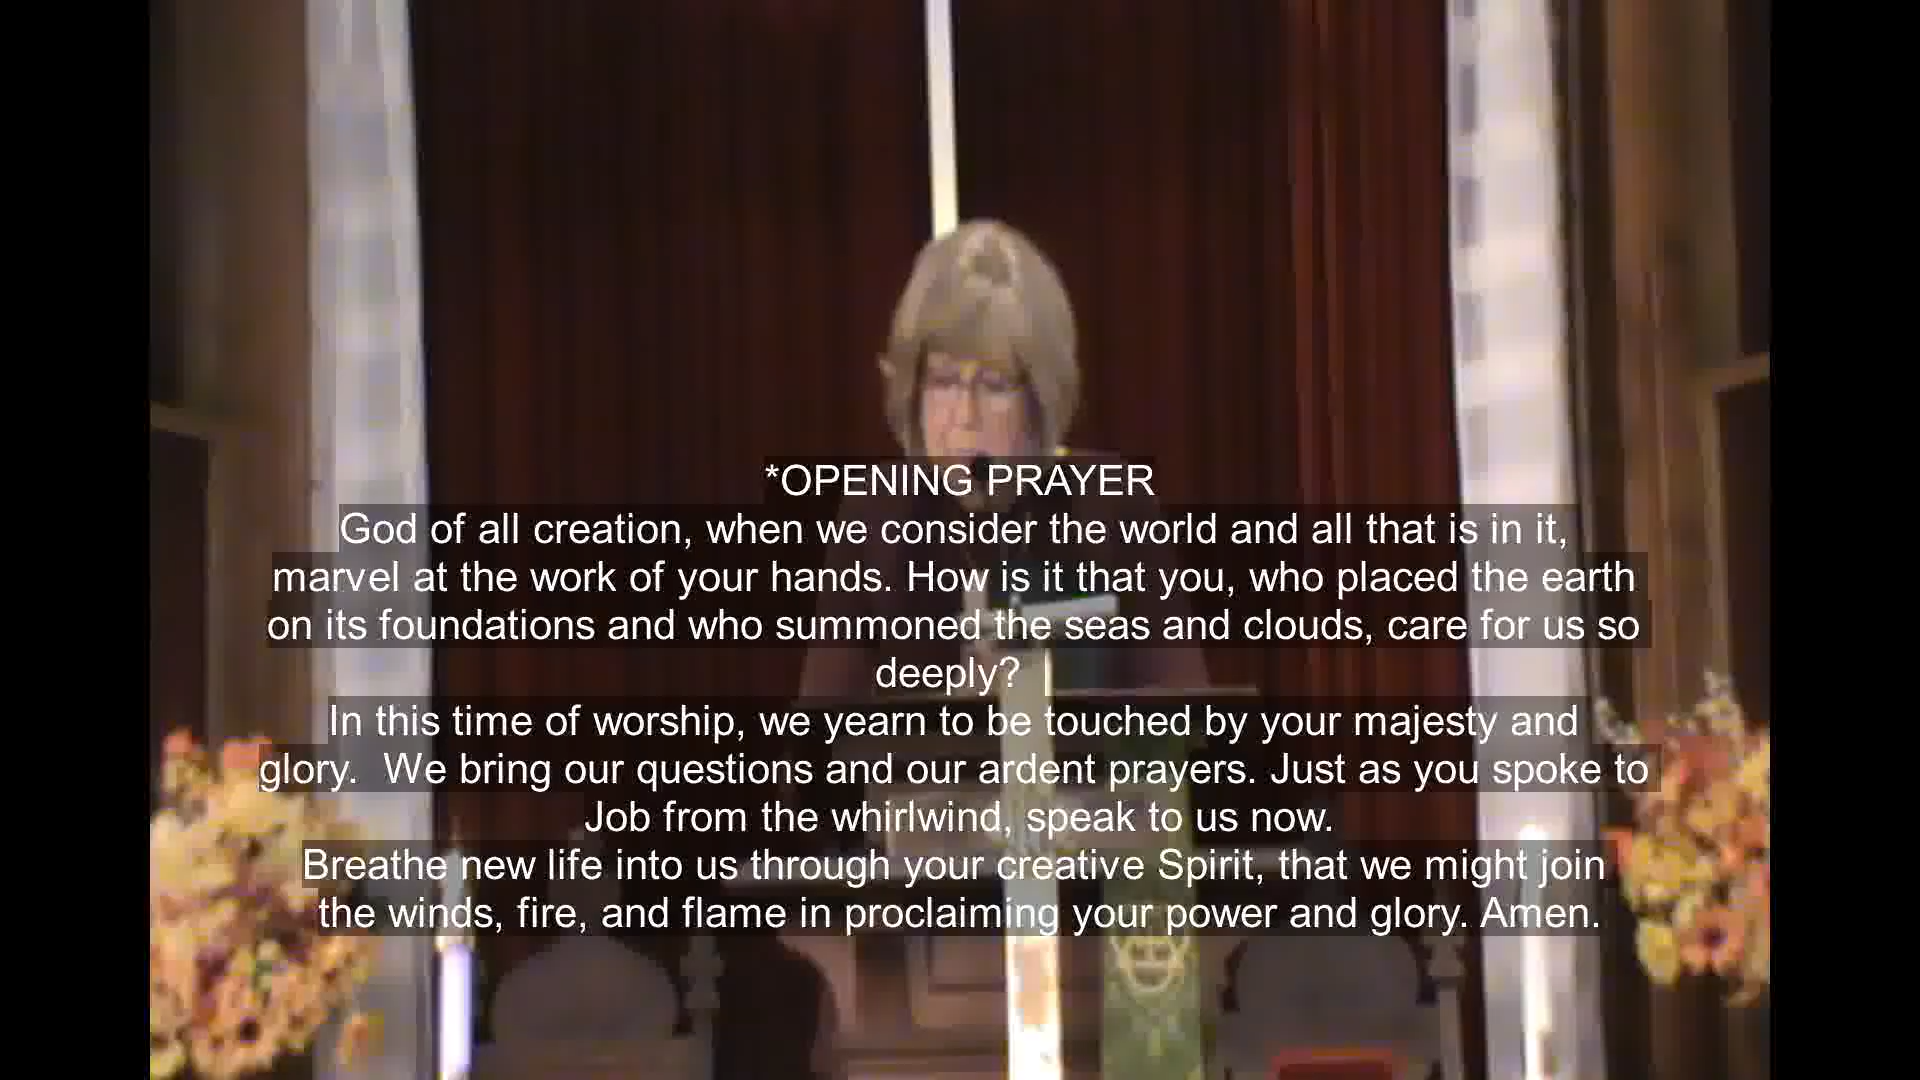 *OPENING PRAYER
God of all creation, when we consider the world and all that is in it,
marvel at the work of your hands. How is it that you, who placed the earth
on its foundations and who summoned the seas and clouds, care for us so
deeply?
In this time of worship, we yearn to be touched by your majesty and
glory.  We bring our questions and our ardent prayers. Just as you spoke to
Job from the whirlwind, speak to us now.
Breathe new life into us through your creative Spirit, that we might join
the winds, fire, and flame in proclaiming your power and glory. Amen.